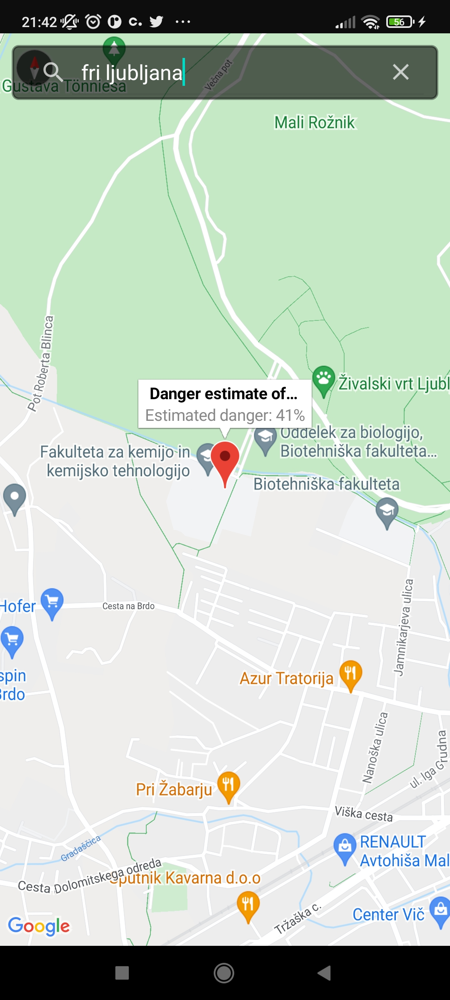 21:42
56
fri ljubljana
Gustava Tönniesa
Večna pot
Mali Rožnik
Pot Roberta Blinca
Živalski vrt Ljubl
Danger estimate of...
Estimated danger: 41%
Oddelek za biologijo,
Biotehniška fakulteta...
Fakulteta za kemijo in
kemijsko tehnologijo
Biotehniška fakulteta
Hofer
Cesta na Brdo
Jamnikarjeva ulica
spin
Brdo
Azur Tratorija
Nanoška ulica
ul. Iga Grudna
Pri Žabarju
Viška cesta
Gradaščica
RENAULT
Avtohiša Mal
Cesta Dolomitskega odreda
Sputnik Kavarna d.o.o
Tržaška c.
Center Vič
Google